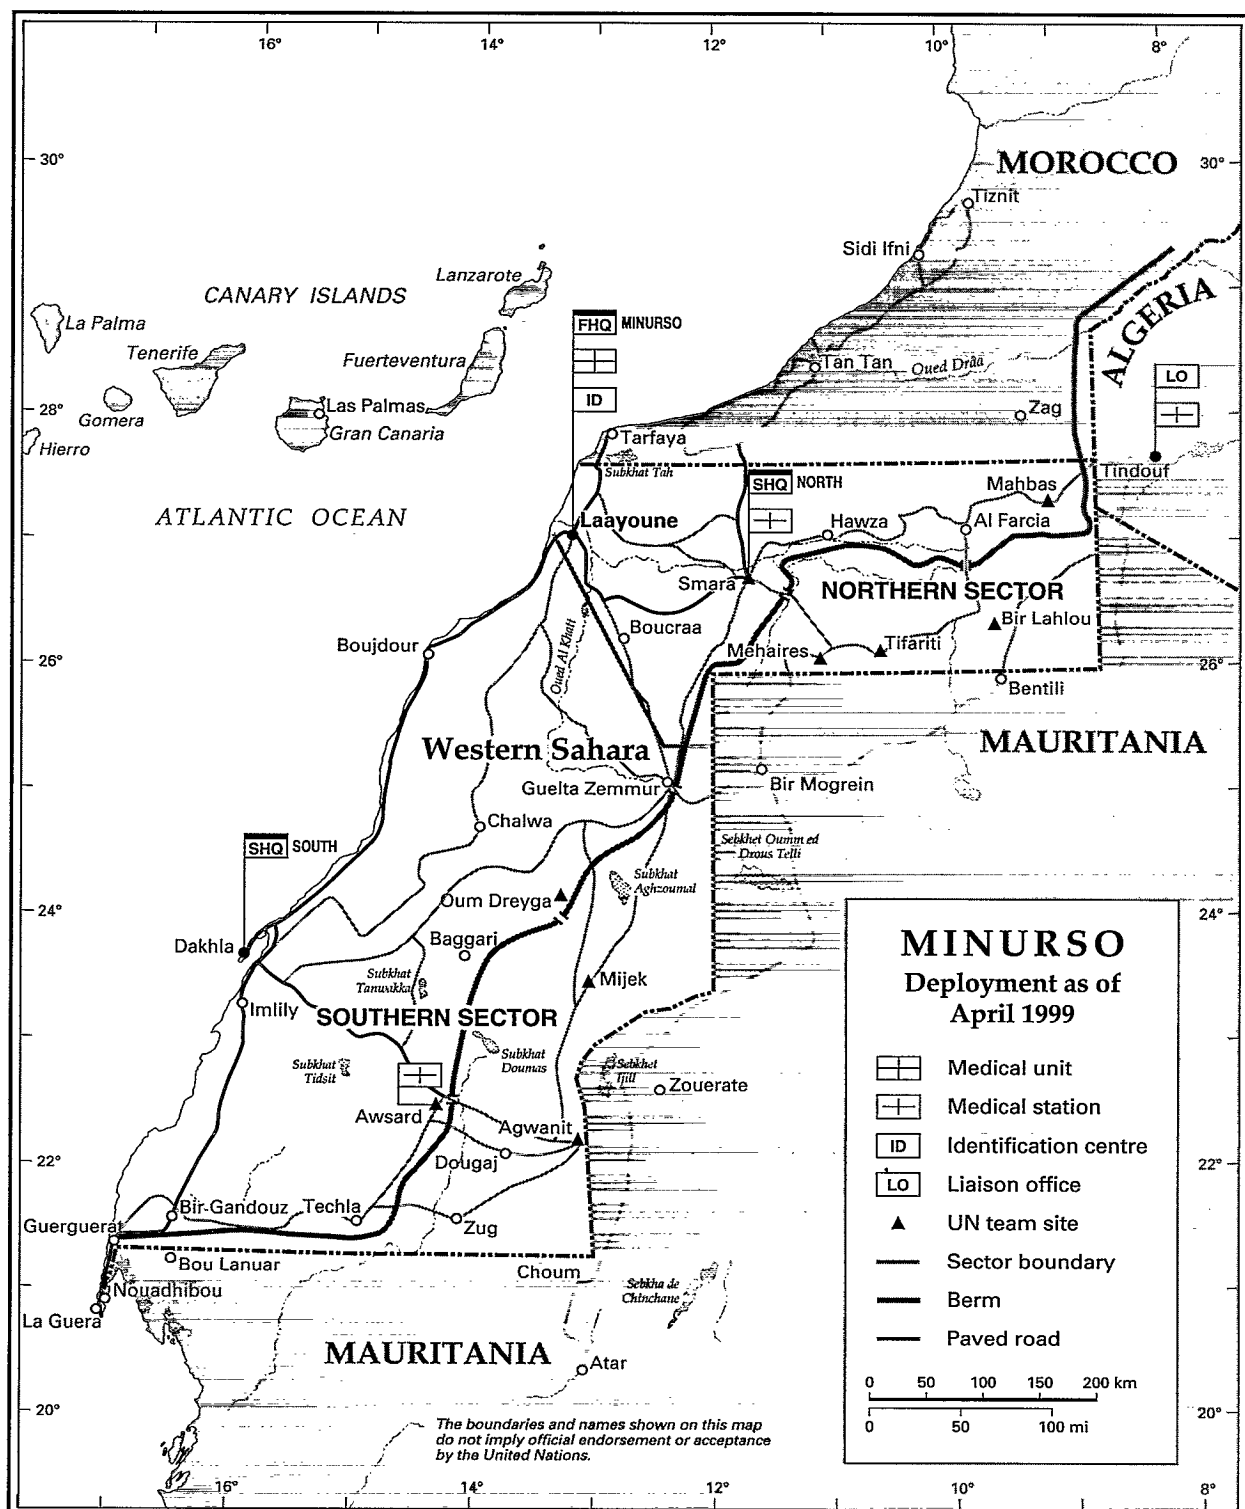 16°
14°
12°
10°
8°
30°
MOROCCO
30°
Tiznit
Sidi Ifni
Lanzarote
CANARY ISLANDS
ALGERIA
FHQ MINURSO
La Palma
Tenerife
Fuerteventura
Tan Tan
Oued Drâa
LO
ID
28°
Gomera
Las Palmas
Zag
Gran Canaria
Tarfaya
Hierro
Subkhat Tah
Tindouf
SHQ NORTH
Mahbas
ATLANTIC OCEAN
Laayoune
Hawza
Al Farcia
Smara
NORTHERN SECTOR
Boucraa
Bir Lahlou
Boujdour
Oued Al Khatt
Mehaires
Tifariti
26°
26°
Bentili
Western Sahara
MAURITANIA
Guelta Zemmur
Bir Mogrein
Chalwa
SHQ SOUTH
Sebkhet Oumm ed
Drous Telli
Subkhat
Aghzoumal
Oum Dreyga
24°
24°
Dakhla
Baggari
Subkhat
Tanusikka
Mijek
Imlily
SOUTHERN SECTOR
Subkhat
Tidsit
Subkhat
Doumas
Sebkhet
Ijill
Zouerate
Awsard
Agwanit
Dougaj
22°
22°
Bir-Gandouz
Techla
Guerguerat
Zug
Bou Lanuar
Choum
Nouadhibou
Sebkha de
Chinchane
La Guera
MAURITANIA
Atar
20°
20°
The boundaries and names shown on this map
do not imply official endorsement or acceptance
by the United Nations.
MINURSO
Deployment as of
April 1999
Medical unit
Medical station
ID Identification centre
LO Liaison office
UN team site
Sector boundary
Berm
Paved road
0 50 100 150 200 km
0 50 100 mi
16°
14°
12°
10°
8°